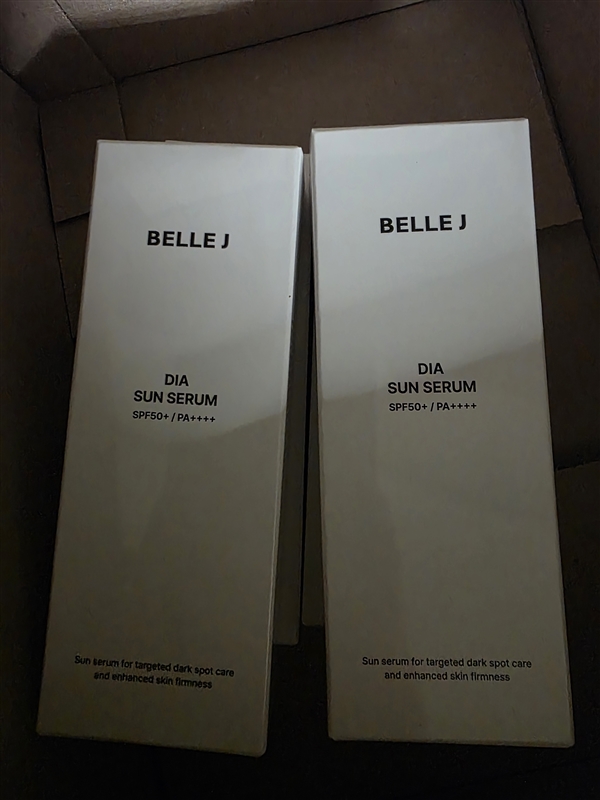 BELLE J
DIA
SUN SERUM
SPF50+ / PA++++
Sun serum for targeted dark spot care
and enhanced skin firmness
BELLE J
DIA
SUN SERUM
SPF50+ / PA++++
Sun serum for targeted dark spot care
and enhanced skin firmness